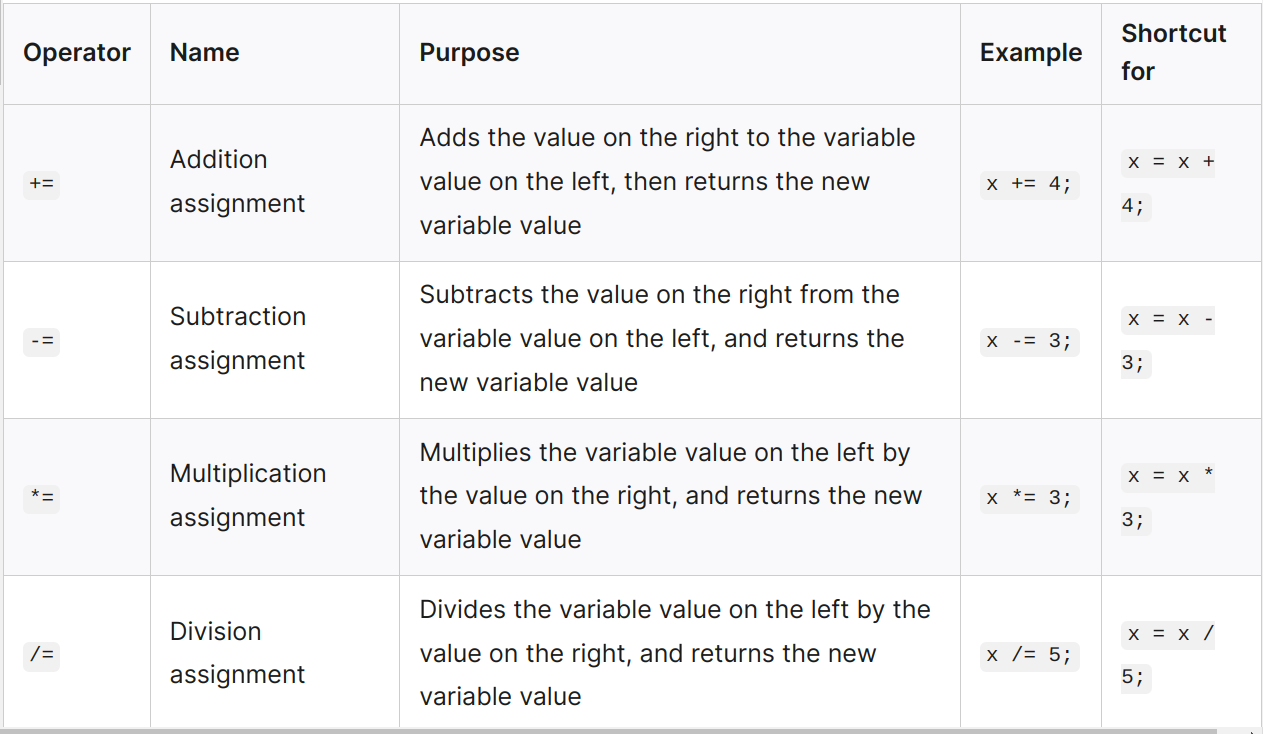 Operator Name Purpose Example Shortcut
for
+= Addition
assignment
Adds the value on the right to the variable
value on the left, then returns the new
variable value
x += 4;
x = x +
4;
-= Subtraction
assignment
Subtracts the value on the right from the
variable value on the left, and returns the
new variable value
x -= 3;
x = x -
3;
*= Multiplication
assignment
Multiplies the variable value on the left by
the value on the right, and returns the new
variable value
x *= 3;
x = x *
3;
/= Division
assignment
Divides the variable value on the left by the
value on the right, and returns the new
variable value
x /= 5;
x = x /
5;